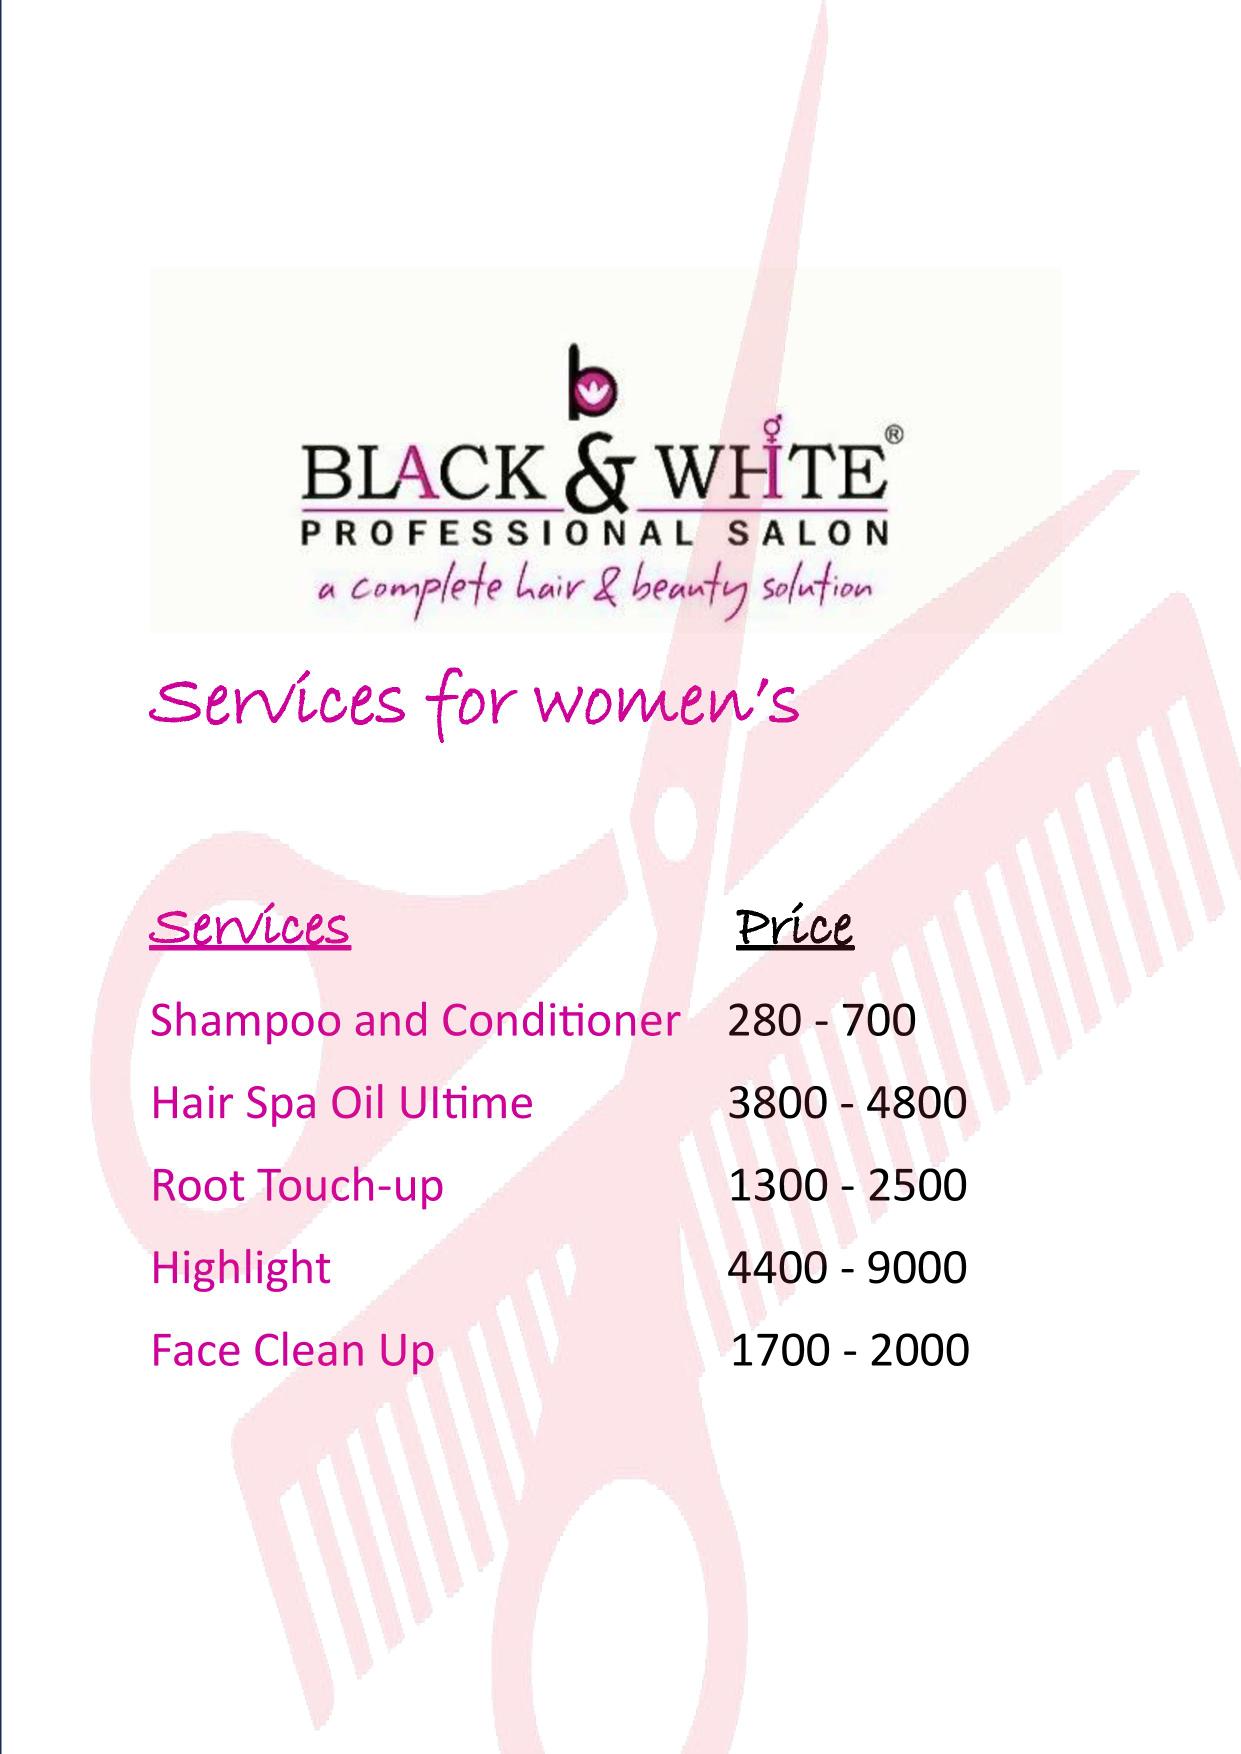 b
BLACK & WHITE®
PROFESSIONAL SALON
a complete hair & beauty solution
Services for women's
Services Price
Shampoo and Conditioner 280 - 700
Hair Spa Oil UItime 3800 - 4800
Root Touch-up 1300 - 2500
Highlight 4400 - 9000
Face Clean Up 1700 - 2000